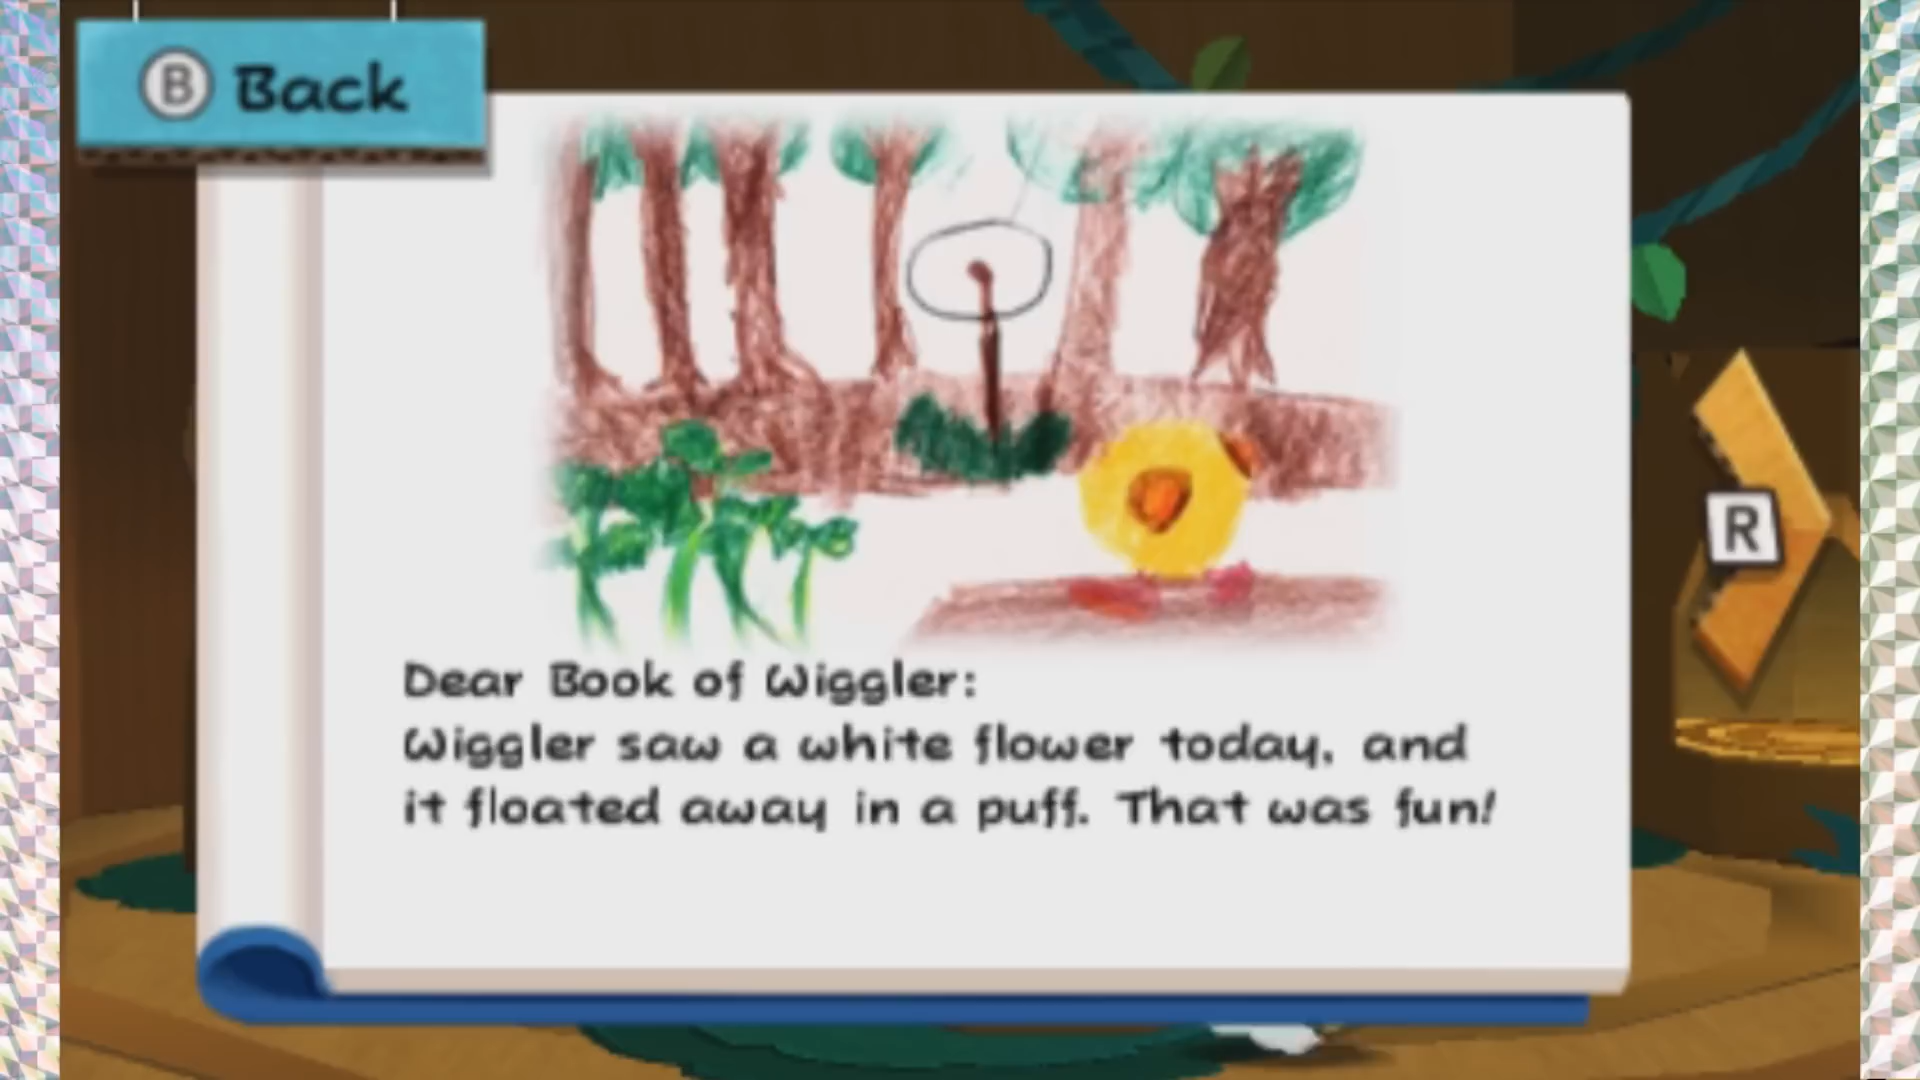 B Back
R
Dear Book of Wiggler:
Wiggler saw a white flower today, and
it floated away in a puff. That was fun!